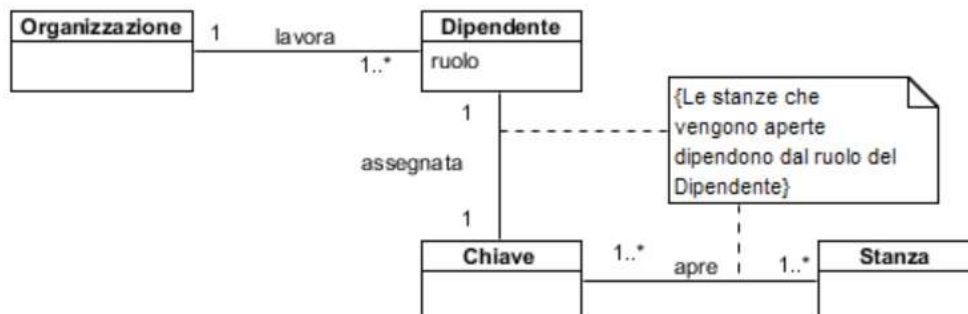 Organizzazione
1
lavora
1..*
Dipendente
ruolo
1
assegnata
1
{Le stanze che
vengono aperte
dipendono dal ruolo del
Dipendente}
Chiave
1..*
apre
1..*
Stanza